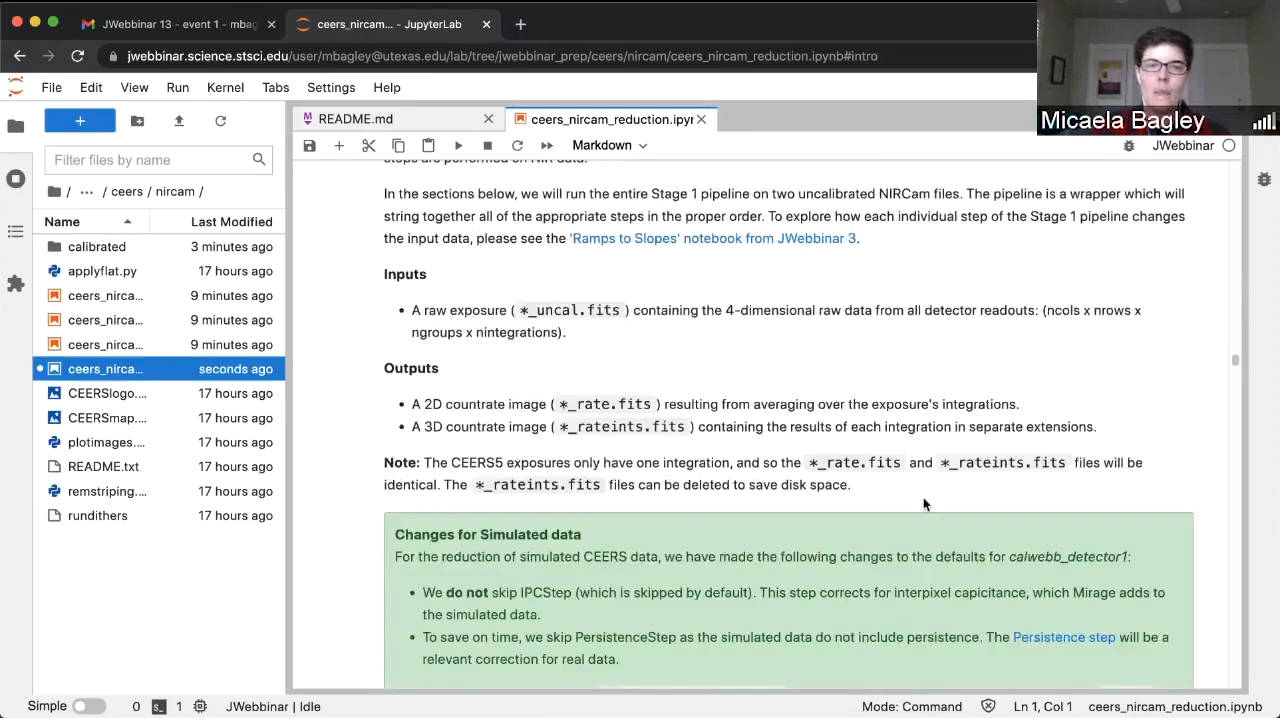 JWebbinar 13 - event 1 - mbag
ceers_nircam... - JupyterLab
jwebbinar.science.stsci.edu/user/mbagley@utexas.edu/lab/tree/jwebbinar_prep/ceers/nircam/ceers_nircam_reduction.ipynb#intro
Micaela Bagley
File Edit View Run Kernel Tabs Settings Help
README.md
ceers_nircam_reduction.ipyn
Markdown
JWebbinar
Filter files by name
/ ... / ceers / nircam /
Name Last Modified
calibrated 3 minutes ago
applyflat.py 17 hours ago
ceers_nirca... 9 minutes ago
ceers_nirca... 9 minutes ago
ceers_nirca... 9 minutes ago
ceers_nirca... seconds ago
CEERSlogo.... 17 hours ago
CEERSmap.... 17 hours ago
plotimages.... 17 hours ago
README.txt 17 hours ago
remstriping.... 17 hours ago
rundithers 17 hours ago
steps are performed on NIR data.
In the sections below, we will run the entire Stage 1 pipeline on two uncalibrated NIRCam files. The pipeline is a wrapper which will
string together all of the appropriate steps in the proper order. To explore how each individual step of the Stage 1 pipeline changes
the input data, please see the 'Ramps to Slopes' notebook from JWebbinar 3.
Inputs
• A raw exposure ( *_uncal.fits ) containing the 4-dimensional raw data from all detector readouts: (ncols x nrows x
ngroups x nintegrations).
Outputs
• A 2D countrate image ( *_rate.fits ) resulting from averaging over the exposure's integrations.
• A 3D countrate image ( *_rateints.fits ) containing the results of each integration in separate extensions.
Note: The CEERS5 exposures only have one integration, and so the *_rate.fits and *_rateints.fits files will be
identical. The *_rateints.fits files can be deleted to save disk space.
Changes for Simulated data
For the reduction of simulated CEERS data, we have made the following changes to the defaults for calwebb_detector1:
• We do not skip IPCStep (which is skipped by default). This step corrects for interpixel capicitance, which Mirage adds to
the simulated data.
• To save on time, we skip PersistenceStep as the simulated data do not include persistence. The Persistence step will be a
relevant correction for real data.
Simple 0 1 JWebbinar | Idle
Mode: Command Ln 1, Col 1 ceers_nircam_reduction.ipynb